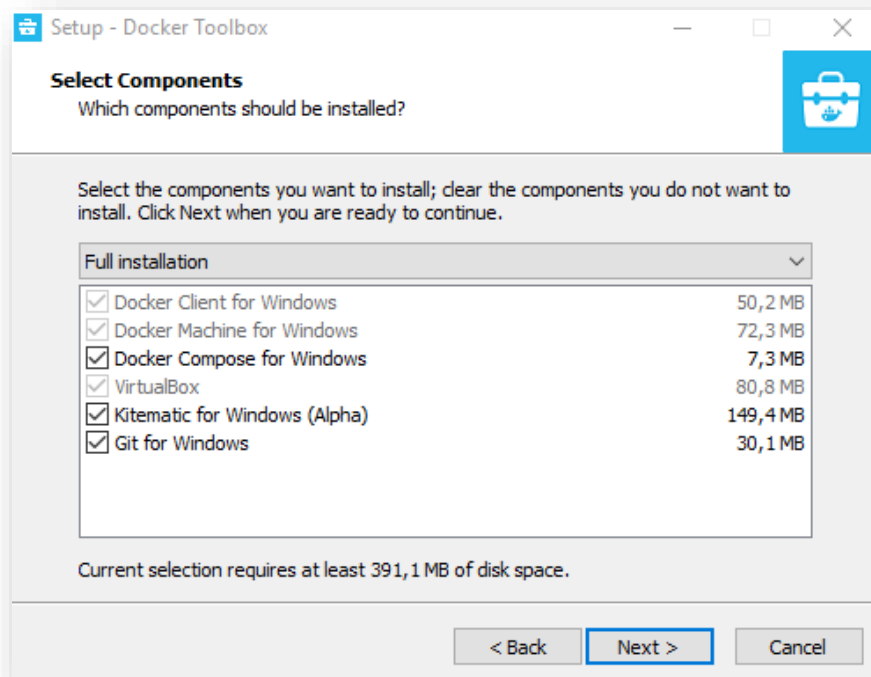 Setup - Docker Toolbox
Select Components
Which components should be installed?
Select the components you want to install; clear the components you do not want to
install. Click Next when you are ready to continue.
Full installation
Docker Client for Windows 50,2 MB
Docker Machine for Windows 72,3 MB
Docker Compose for Windows 7,3 MB
VirtualBox 80,8 MB
Kitematic for Windows (Alpha) 149,4 MB
Git for Windows 30,1 MB
Current selection requires at least 391,1 MB of disk space.
< Back Next > Cancel